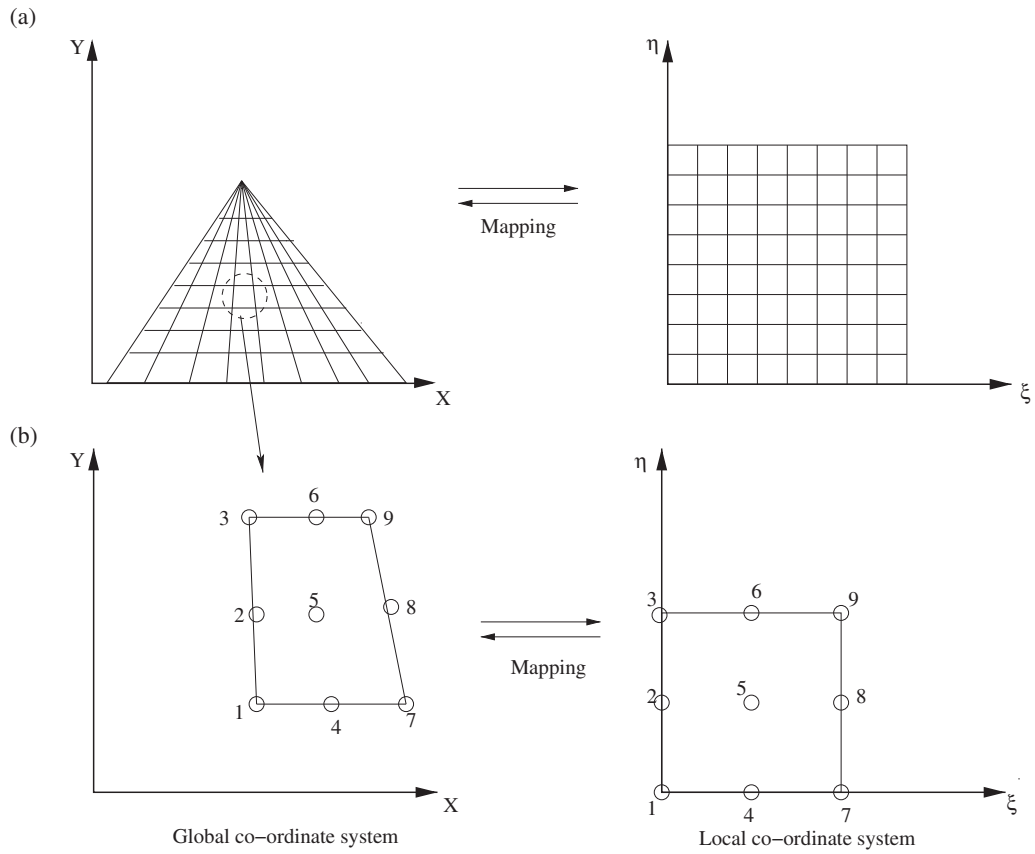 (a)
Y
η
Mapping
X
ξ
(b)
Y
η
6
3
9
2
5
8
1
4
7
Mapping
3
6
9
2
5
8
1
4
7
X
ξ
Global co−ordinate system
Local co−ordinate system